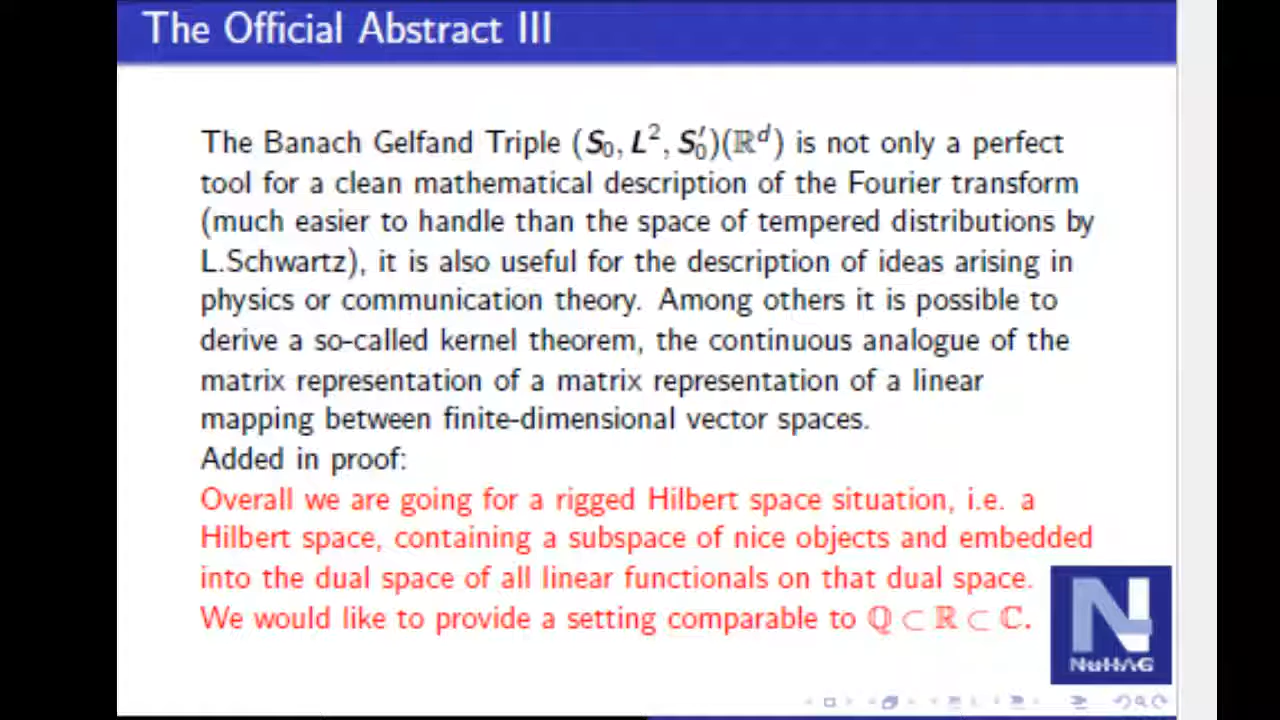 The Official Abstract III
The Banach Gelfand Triple (S₀, L², S₀′)(ℝᵈ) is not only a perfect
tool for a clean mathematical description of the Fourier transform
(much easier to handle than the space of tempered distributions by
L.Schwartz), it is also useful for the description of ideas arising in
physics or communication theory. Among others it is possible to
derive a so-called kernel theorem, the continuous analogue of the
matrix representation of a matrix representation of a linear
mapping between finite-dimensional vector spaces.
Added in proof:
Overall we are going for a rigged Hilbert space situation, i.e. a
Hilbert space, containing a subspace of nice objects and embedded
into the dual space of all linear functionals on that dual space.
We would like to provide a setting comparable to ℚ ⊂ ℝ ⊂ ℂ.
N
NuHAG